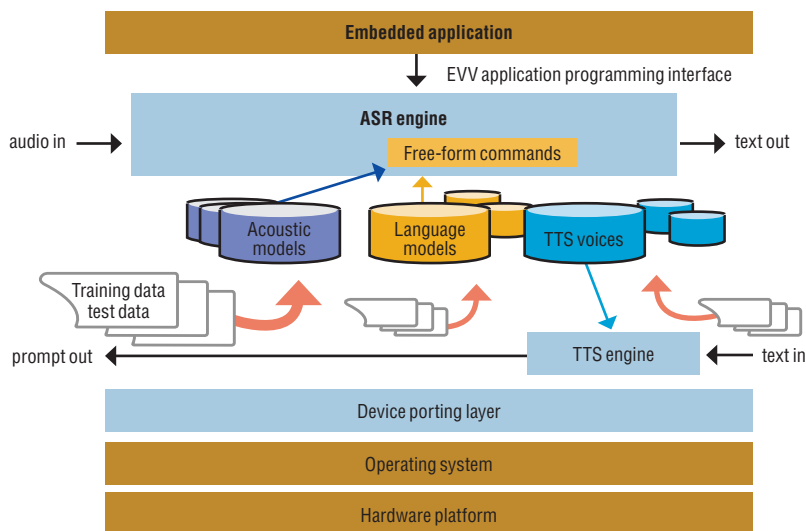 Embedded application
EVV application programming interface
ASR engine
audio in
text out
Free-form commands
Acoustic
models
Language
models
TTS voices
Training data
test data
prompt out
TTS engine
text in
Device porting layer
Operating system
Hardware platform